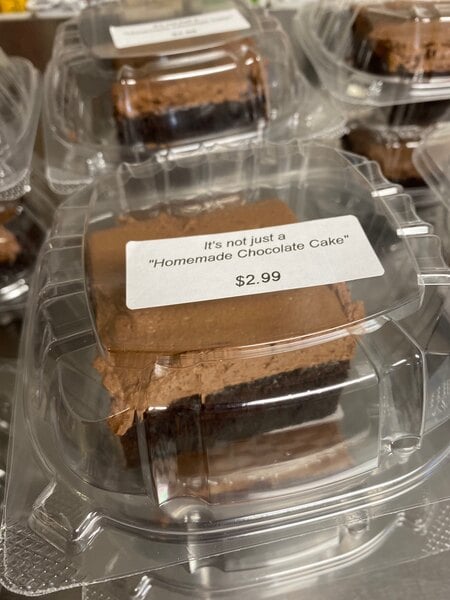 It's not just a
"Homemade Chocolate Cake"
$2.99